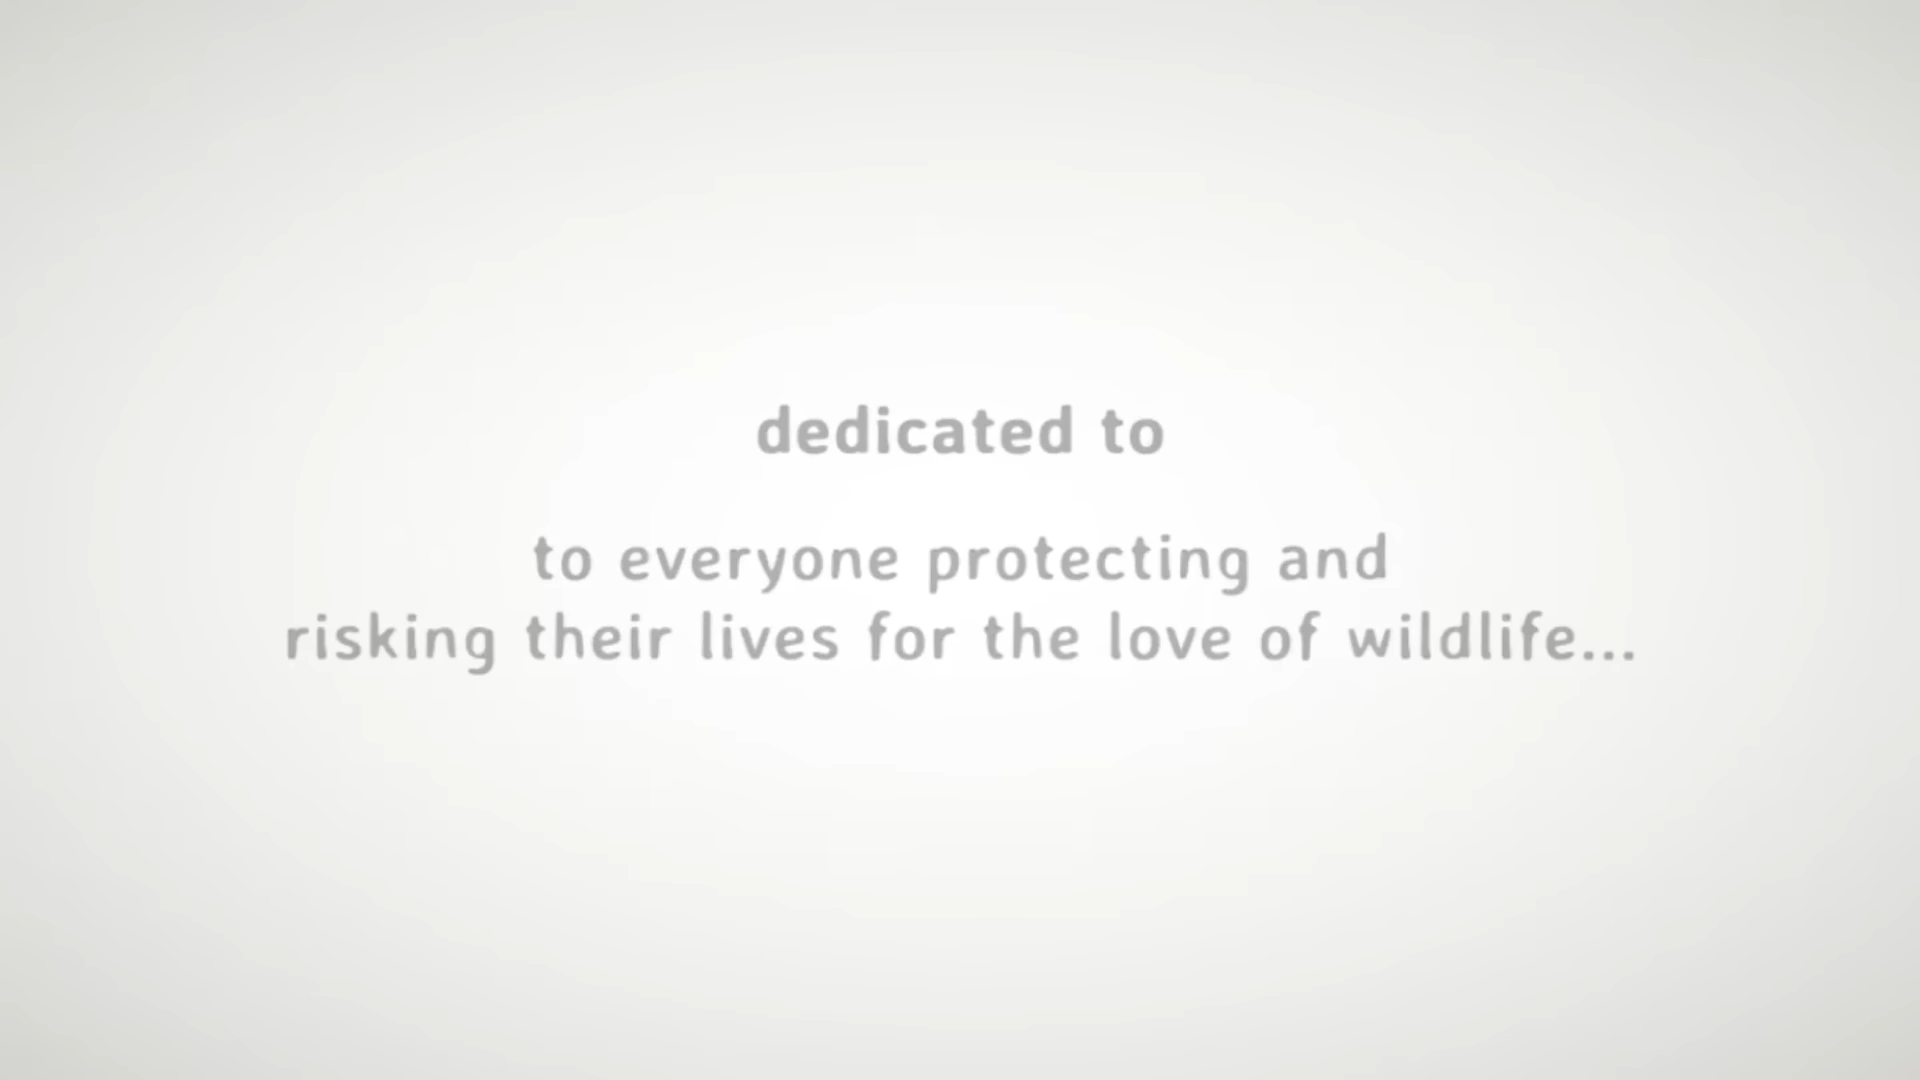 dedicated to
to everyone protecting and
risking their lives for the love of wildlife...